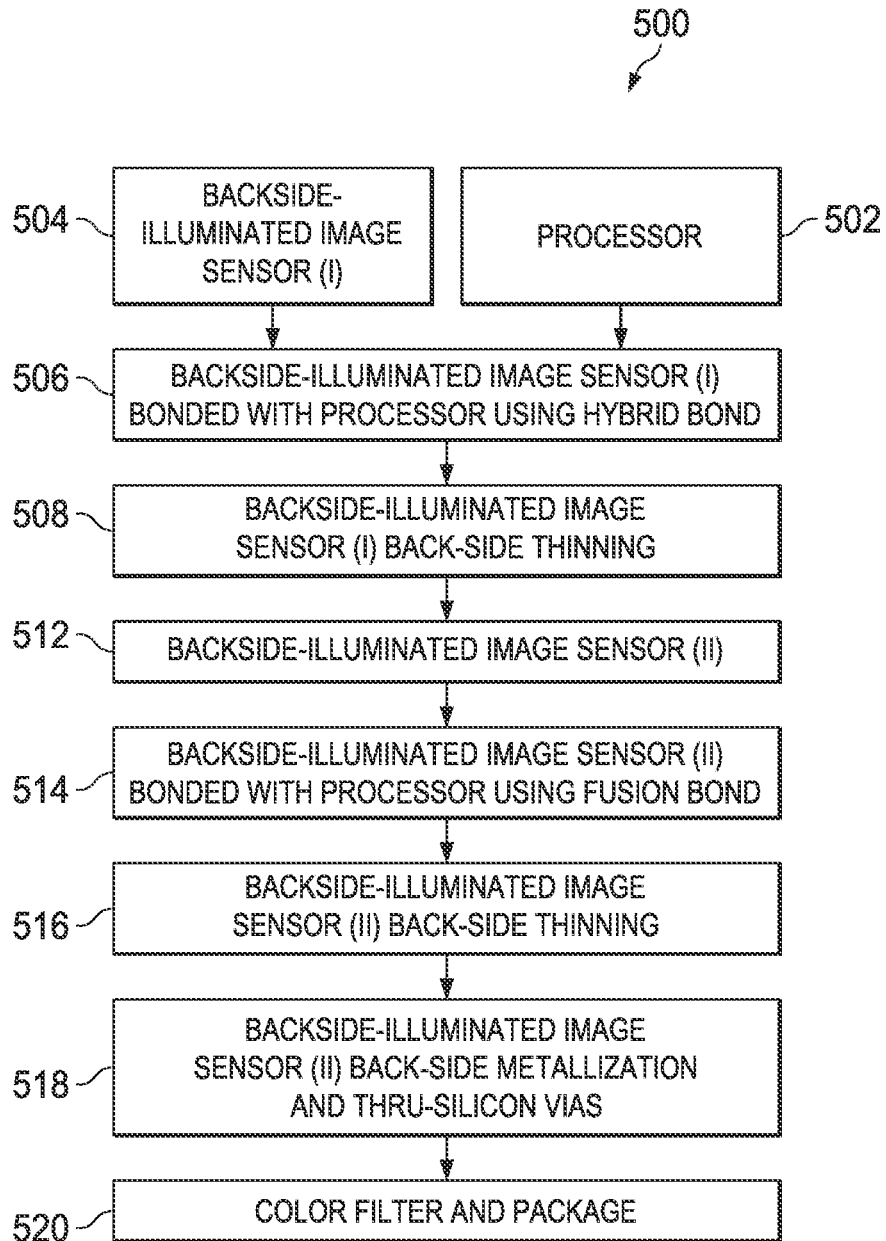 500
504
BACKSIDE-
ILLUMINATED IMAGE
SENSOR (I)
PROCESSOR
502
506
BACKSIDE-ILLUMINATED IMAGE SENSOR (I)
BONDED WITH PROCESSOR USING HYBRID BOND
508
BACKSIDE-ILLUMINATED IMAGE
SENSOR (I) BACK-SIDE THINNING
512
BACKSIDE-ILLUMINATED IMAGE SENSOR (II)
514
BACKSIDE-ILLUMINATED IMAGE SENSOR (II)
BONDED WITH PROCESSOR USING FUSION BOND
516
BACKSIDE-ILLUMINATED IMAGE
SENSOR (II) BACK-SIDE THINNING
518
BACKSIDE-ILLUMINATED IMAGE
SENSOR (II) BACK-SIDE METALLIZATION
AND THRU-SILICON VIAS
520
COLOR FILTER AND PACKAGE